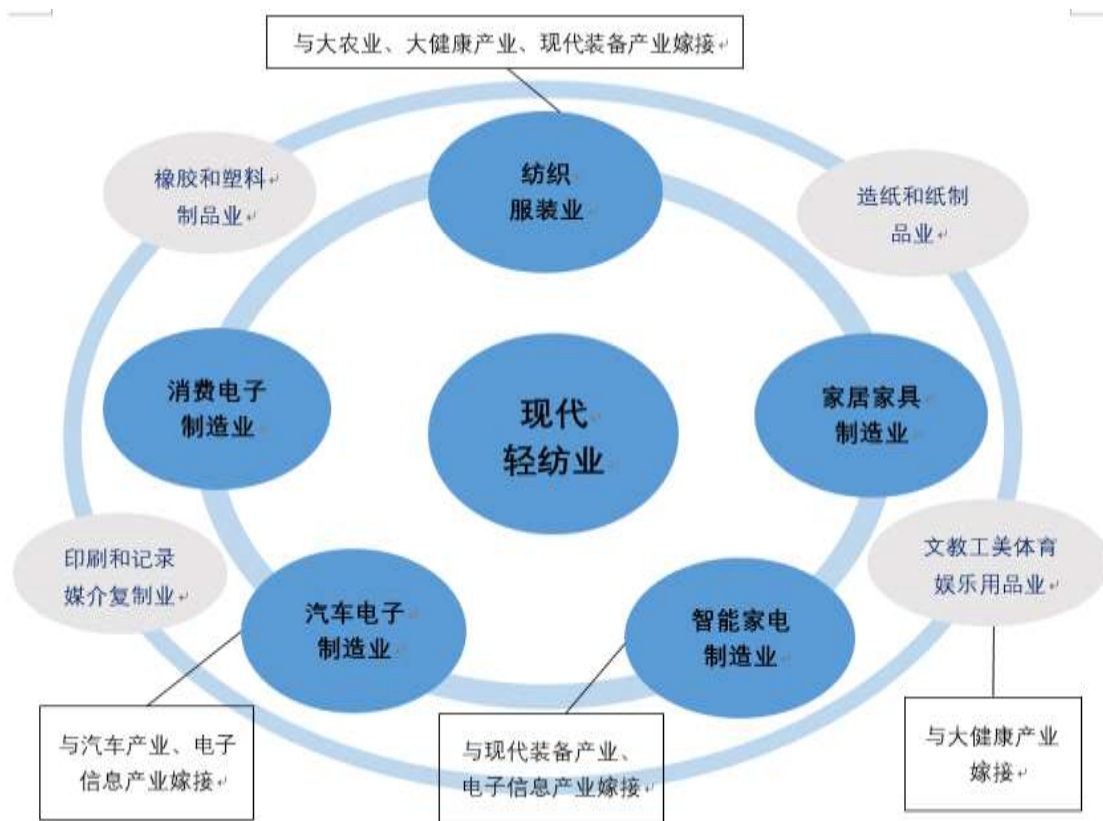 与大农业、大健康产业、现代装备产业嫁接
纺织
服装业
橡胶和塑料
制品业
造纸和纸制
品业
消费电子
制造业
现代
轻纺业
家居家具
制造业
印刷和记录
媒介复制业
文教工美体育
娱乐用品业
汽车电子
制造业
智能家电
制造业
与汽车产业、电子
信息产业嫁接
与现代装备产业、
电子信息产业嫁接
与大健康产业
嫁接